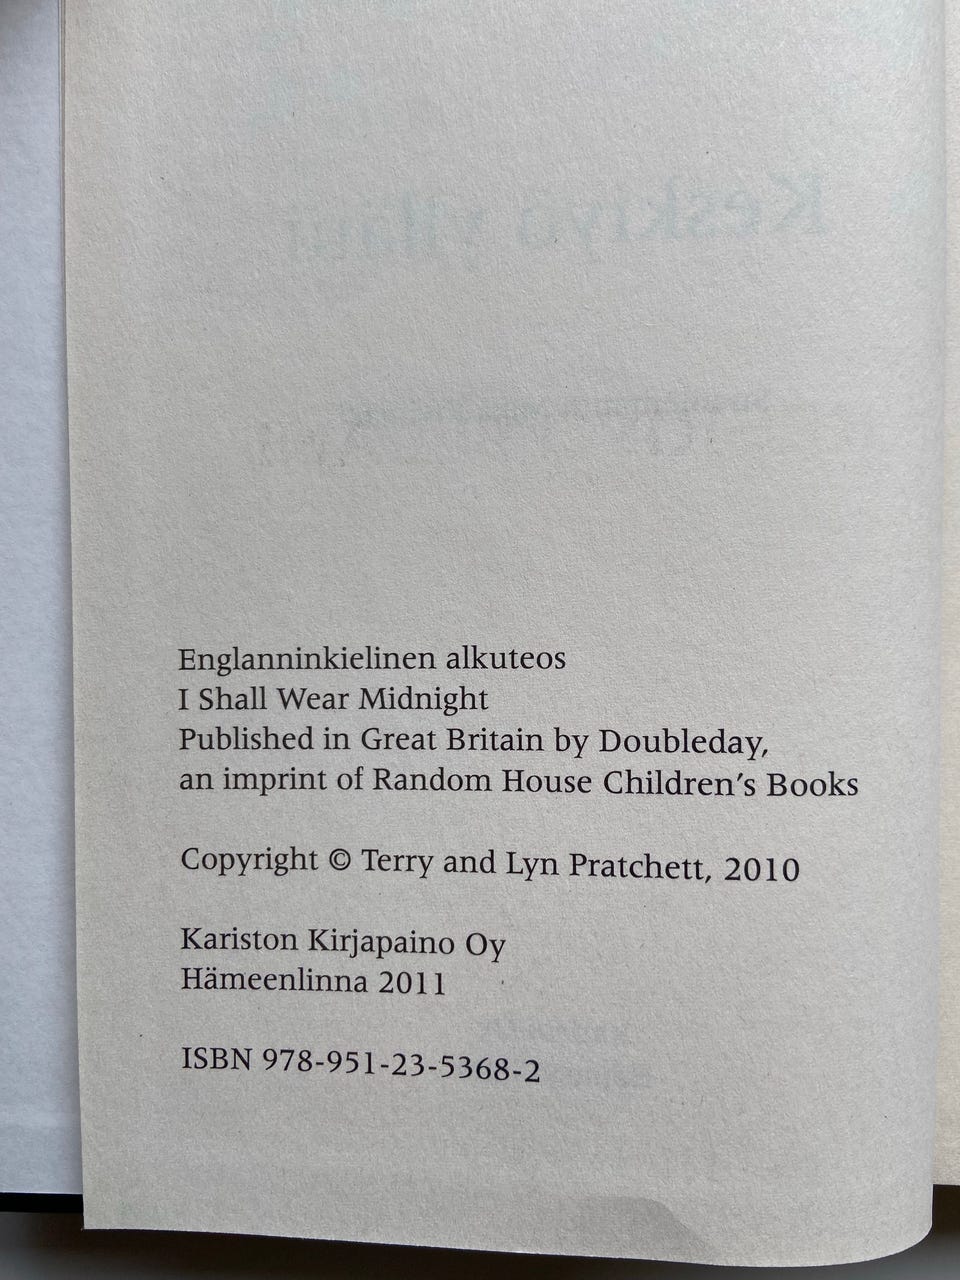 Englanninkielinen alkuteos
I Shall Wear Midnight
Published in Great Britain by Doubleday,
an imprint of Random House Children's Books
Copyright © Terry and Lyn Pratchett, 2010
Kariston Kirjapaino Oy
Hämeenlinna 2011
ISBN 978-951-23-5368-2